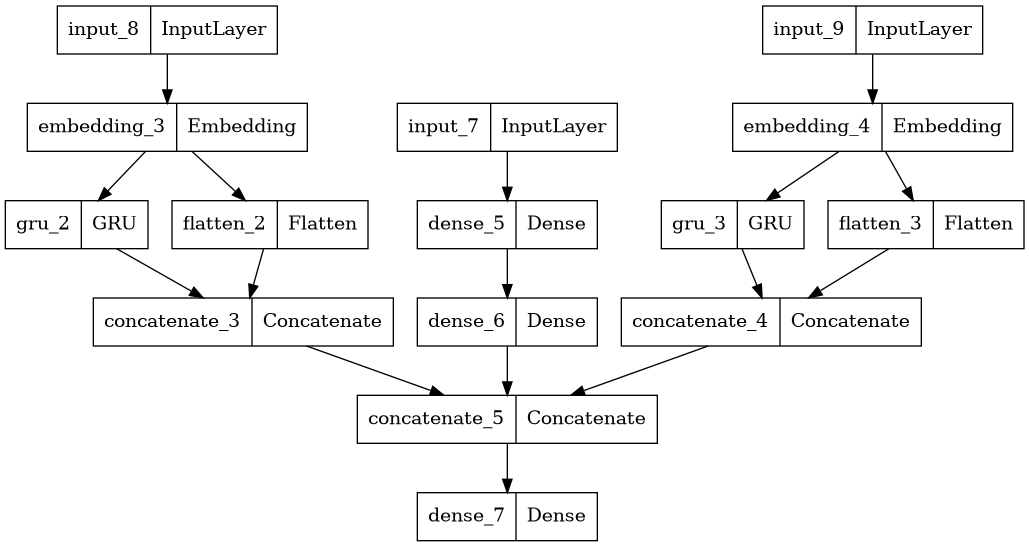 input_8 InputLayer
input_9 InputLayer
embedding_3 Embedding
input_7 InputLayer
embedding_4 Embedding
gru_2 GRU
flatten_2 Flatten
dense_5 Dense
gru_3 GRU
flatten_3 Flatten
concatenate_3 Concatenate
dense_6 Dense
concatenate_4 Concatenate
concatenate_5 Concatenate
dense_7 Dense